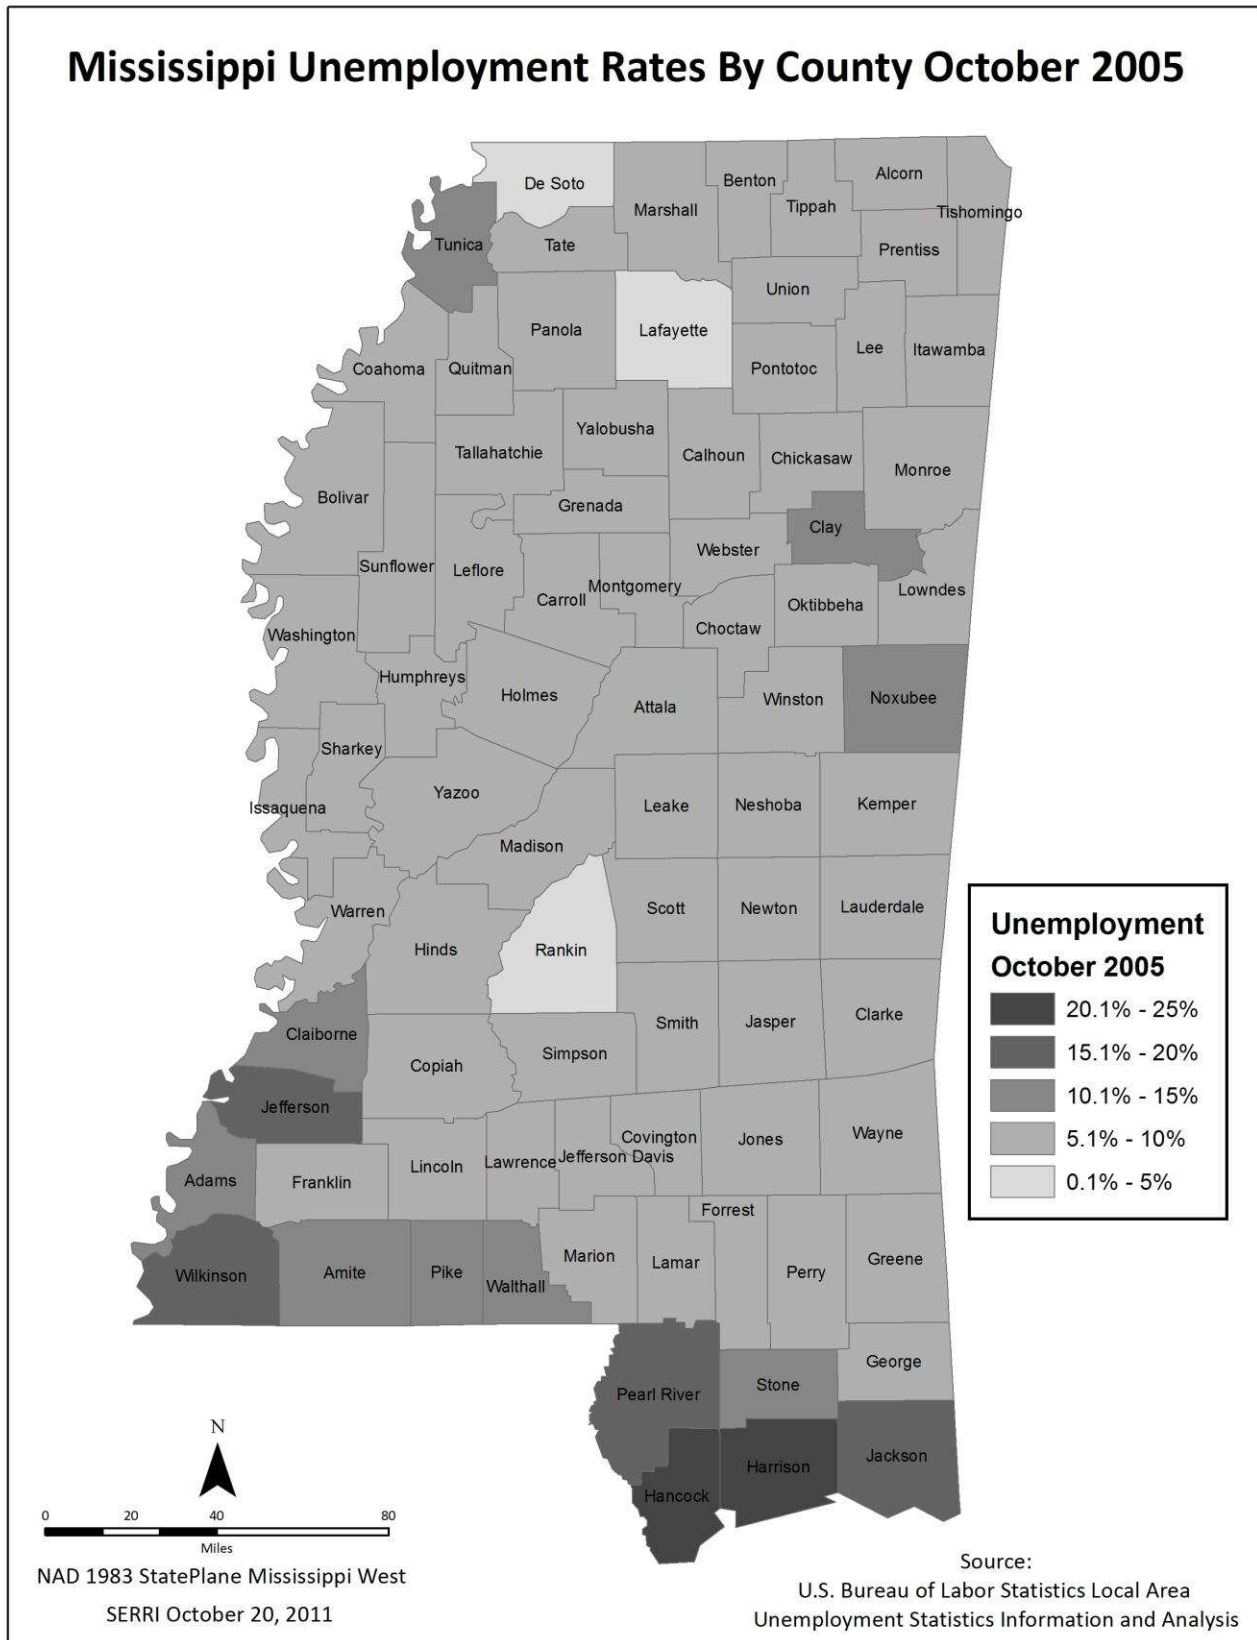 Mississippi Unemployment Rates By County October 2005
De Soto
Marshall
Benton
Tippah
Alcorn
Tishomingo
Tunica
Tate
Prentiss
Union
Panola
Lafayette
Coahoma
Quitman
Pontotoc
Lee
Itawamba
Yalobusha
Tallahatchie
Calhoun
Chickasaw
Monroe
Bolivar
Grenada
Clay
Sunflower
Leflore
Webster
Carroll
Montgomery
Oktibbeha
Lowndes
Washington
Choctaw
Humphreys
Holmes
Attala
Winston
Noxubee
Sharkey
Issaquena
Yazoo
Leake
Neshoba
Kemper
Madison
Warren
Hinds
Rankin
Scott
Newton
Lauderdale
Claiborne
Copiah
Simpson
Smith
Jasper
Clarke
Jefferson
Adams
Franklin
Lincoln
Lawrence
Jefferson Davis
Covington
Jones
Wayne
Wilkinson
Amite
Pike
Walthall
Marion
Lamar
Forrest
Perry
Greene
Pearl River
Stone
George
Hancock
Harrison
Jackson
Unemployment
October 2005
20.1% - 25%
15.1% - 20%
10.1% - 15%
5.1% - 10%
0.1% - 5%
N
0 20 40 80
Miles
NAD 1983 StatePlane Mississippi West
SERRI October 20, 2011
Source:
U.S. Bureau of Labor Statistics Local Area
Unemployment Statistics Information and Analysis